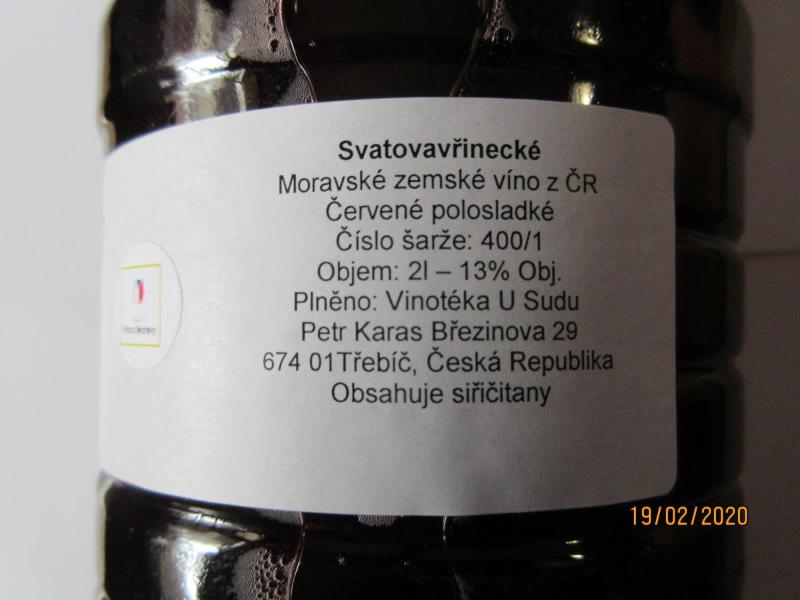 Svatovavřinecké
Moravské zemské víno z ČR
Červené polosladké
Číslo šarže: 400/1
Objem: 2l – 13% Obj.
Plněno: Vinotéka U Sudu
Petr Karas Březinova 29
674 01Třebíč, Česká Republika
Obsahuje siřičitany
19/02/2020